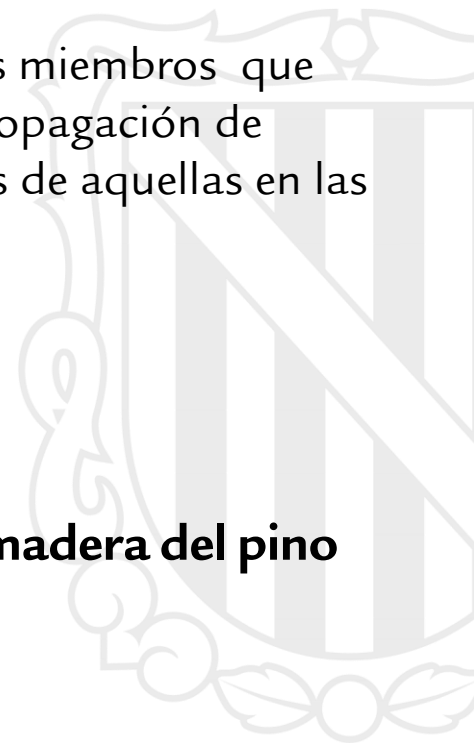 s miembros que
opagación de
s de aquellas en las
madera del pino